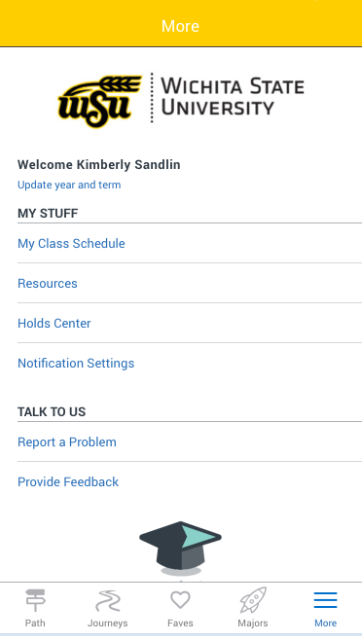 More
WSU
WICHITA STATE
UNIVERSITY
Welcome Kimberly Sandlin
Update year and term
MY STUFF
My Class Schedule
Resources
Holds Center
Notification Settings
TALK TO US
Report a Problem
Provide Feedback
Path
Journeys
Faves
Majors
More